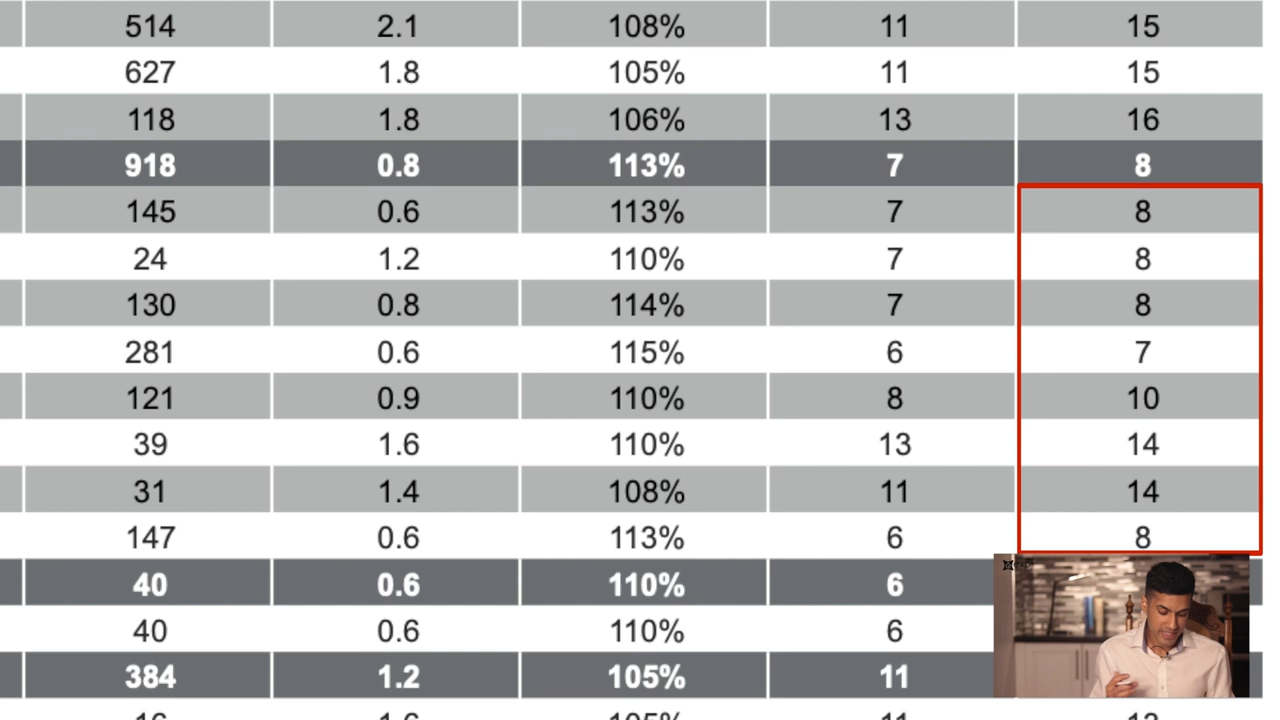 514 2.1 108% 11 15
627 1.8 105% 11 15
118 1.8 106% 13 16
918 0.8 113% 7 8
145 0.6 113% 7 8
24 1.2 110% 7 8
130 0.8 114% 7 8
281 0.6 115% 6 7
121 0.9 110% 8 10
39 1.6 110% 13 14
31 1.4 108% 11 14
147 0.6 113% 6 8
40 0.6 110% 6
40 0.6 110% 6
384 1.2 105% 11
16 1.6 105% 11